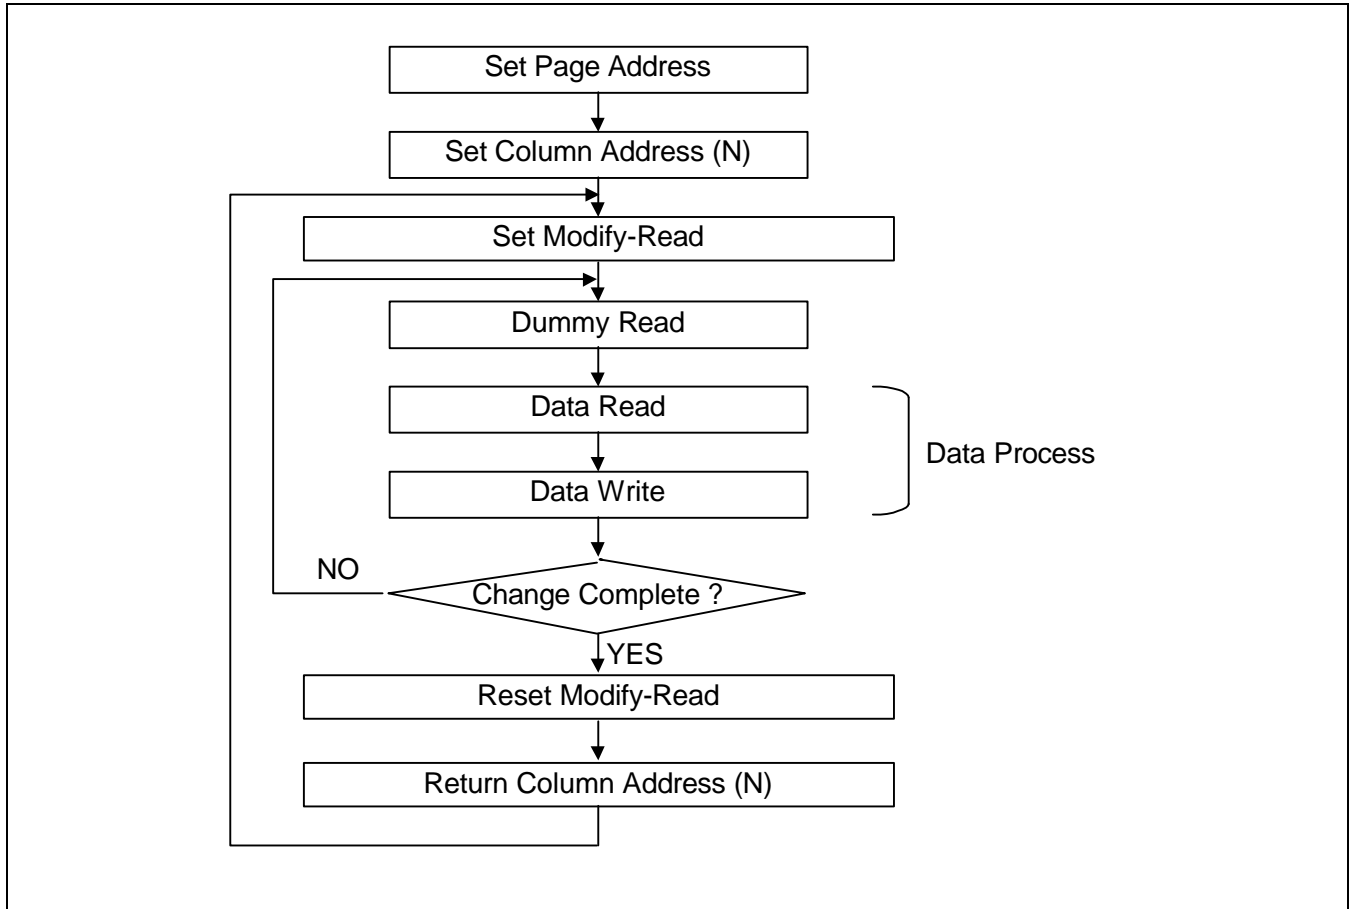 Set Page Address
Set Column Address (N)
Set Modify-Read
Dummy Read
Data Read
Data Process
Data Write
Change Complete ?
NO
YES
Reset Modify-Read
Return Column Address (N)